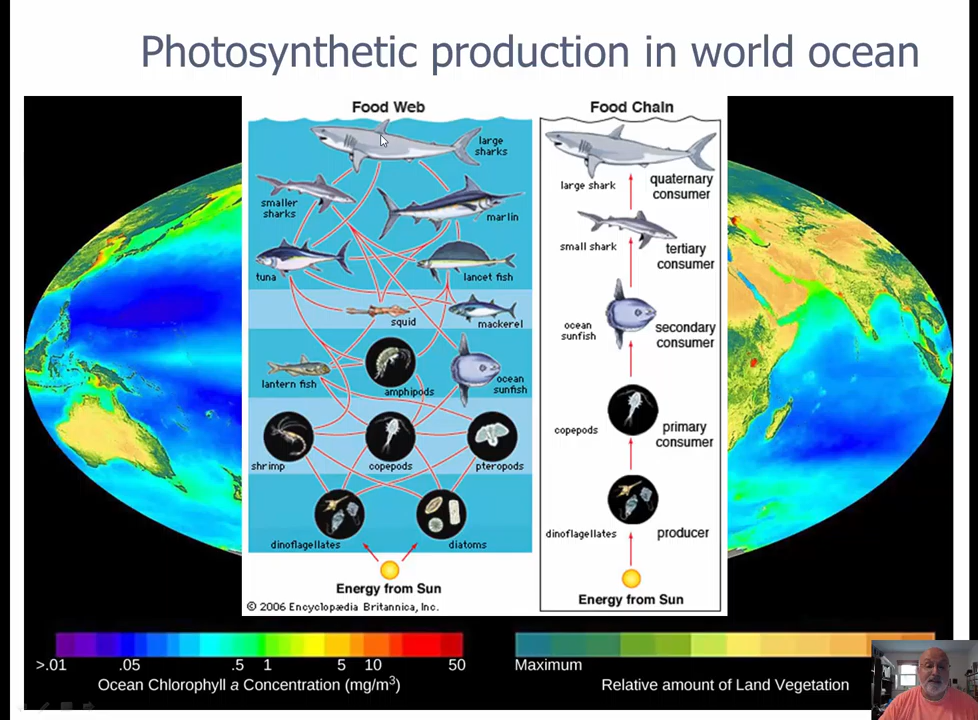 Photosynthetic production in world ocean
Food Web
large
sharks
smaller
sharks
marlin
tuna
lancet fish
squid
mackerel
lantern fish
amphipods
ocean
sunfish
shrimp
copepods
pteropods
dinoflagellates
diatoms
Energy from Sun
© 2006 Encyclopædia Britannica, Inc.
Food Chain
large shark
quaternary
consumer
small shark
tertiary
consumer
ocean
sunfish
secondary
consumer
copepods
primary
consumer
dinoflagellates
producer
Energy from Sun
>.01 .05 .5 1 5 10 50
Ocean Chlorophyll a Concentration (mg/m³)
Maximum
Relative amount of Land Vegetation